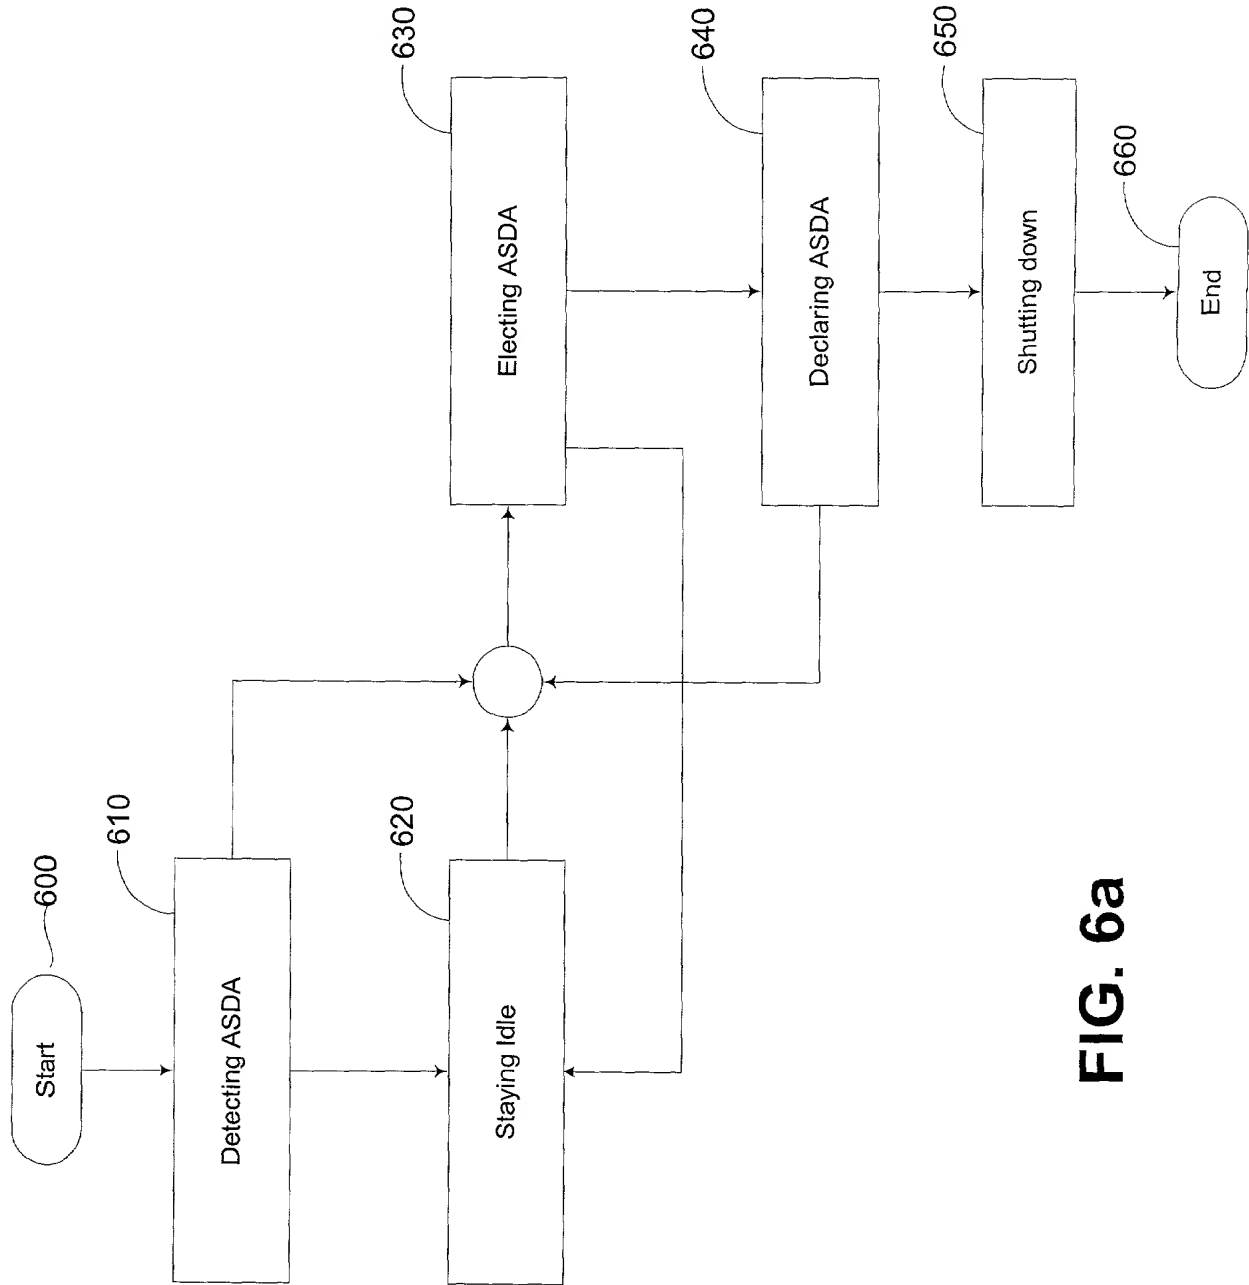 Start
600
Detecting ASDA
610
Staying Idle
620
Electing ASDA
630
Declaring ASDA
640
Shutting down
650
End
660
FIG. 6a